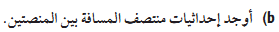 b) أوجد إحداثيات منتصف المسافة بين المنصتين.